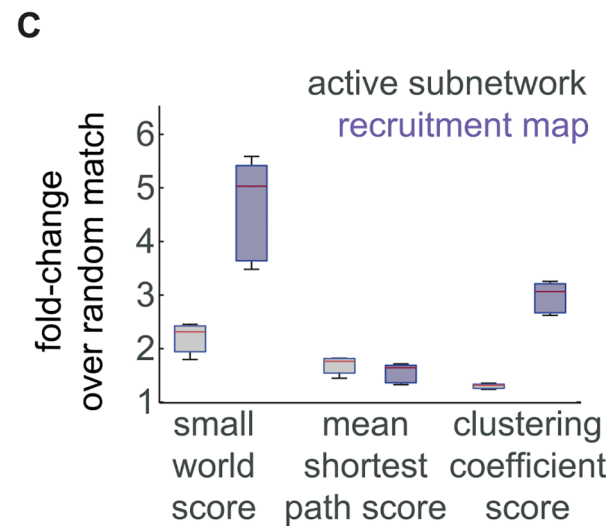 C
active subnetwork
recruitment map
fold-change
over random match
6
5
4
3
2
1
small
world
score
mean
shortest
path score
clustering
coefficient
score